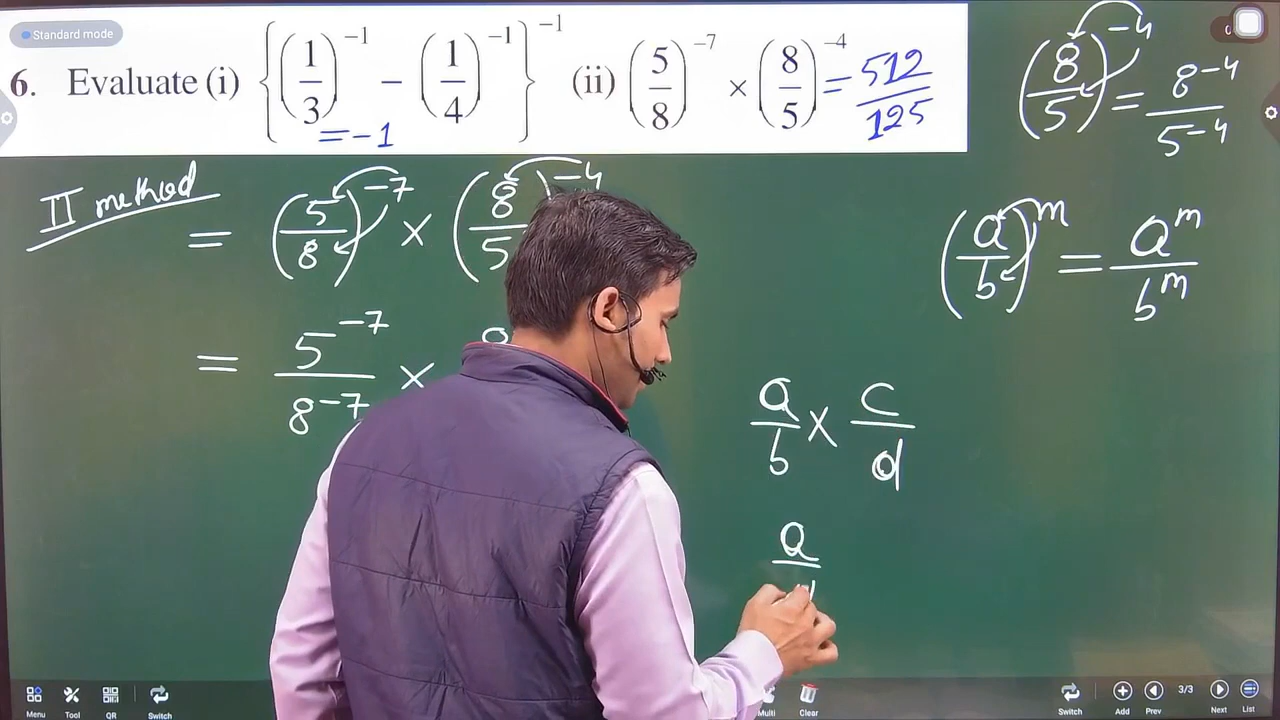 Standard mode
6. Evaluate (i) {(1/3)^-1 − (1/4)^-1}^-1 (ii) (5/8)^-7 × (8/5)^-4 = 512/125
= -1
(8/5)^-4 = 8^-4/5^-4
II method
= (5/8)^-7 × (8/5)^-4
(a/b)^m = a^m/b^m
= 5^-7/8^-7 ×
a/b × c/d
a
Menu Tool QR Switch Multi Clear Switch Add Prev 3/3 Next List